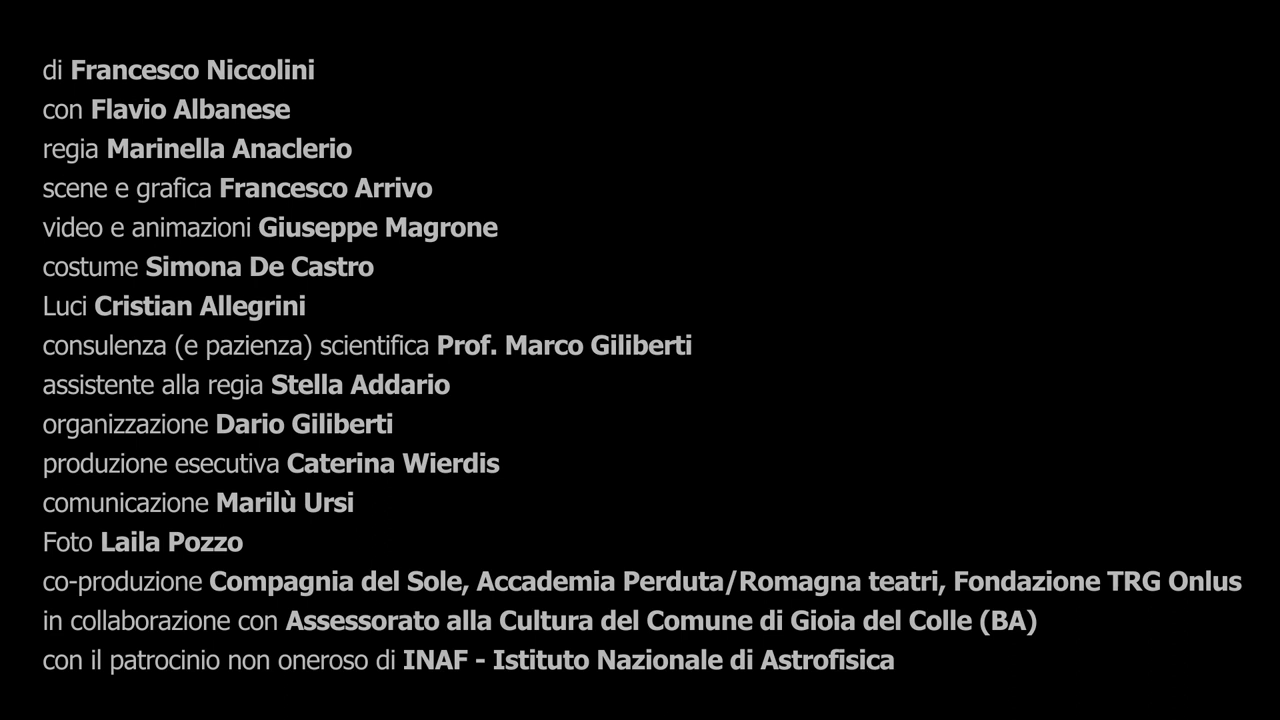 di Francesco Niccolini
con Flavio Albanese
regia Marinella Anaclerio
scene e grafica Francesco Arrivo
video e animazioni Giuseppe Magrone
costume Simona De Castro
Luci Cristian Allegrini
consulenza (e pazienza) scientifica Prof. Marco Giliberti
assistente alla regia Stella Addario
organizzazione Dario Giliberti
produzione esecutiva Caterina Wierdis
comunicazione Marilù Ursi
Foto Laila Pozzo
co-produzione Compagnia del Sole, Accademia Perduta/Romagna teatri, Fondazione TRG Onlus
in collaborazione con Assessorato alla Cultura del Comune di Gioia del Colle (BA)
con il patrocinio non oneroso di INAF - Istituto Nazionale di Astrofisica